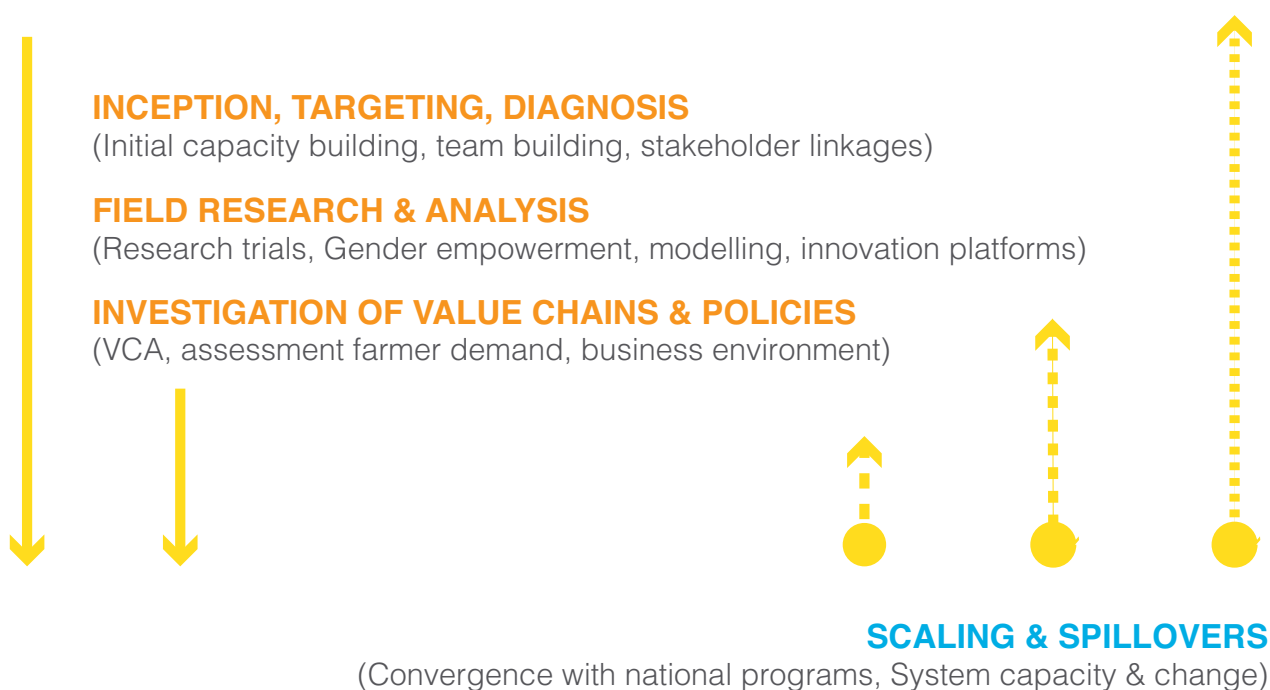 INCEPTION, TARGETING, DIAGNOSIS
(Initial capacity building, team building, stakeholder linkages)
FIELD RESEARCH & ANALYSIS
(Research trials, Gender empowerment, modelling, innovation platforms)
INVESTIGATION OF VALUE CHAINS & POLICIES
(VCA, assessment farmer demand, business environment)
SCALING & SPILLOVERS
(Convergence with national programs, System capacity & change)